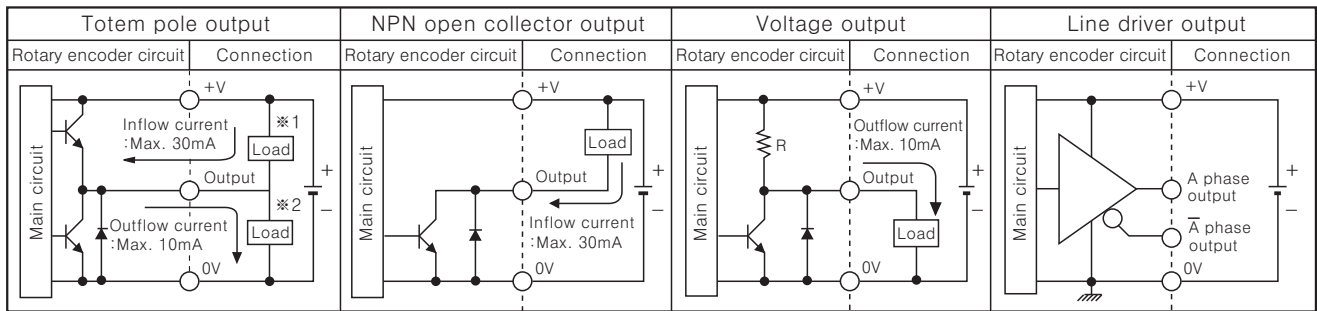 Totem pole output
NPN open collector output
Voltage output
Line driver output
Rotary encoder circuit
Connection
Rotary encoder circuit
Connection
Rotary encoder circuit
Connection
Rotary encoder circuit
Connection
Main circuit
+V
Inflow current
:Max. 30mA
※1
Load
Output
Outflow current
:Max. 10mA
※2
Load
0V
+
−
Main circuit
+V
Load
Output
Inflow current
:Max. 30mA
0V
+
−
Main circuit
+V
R
Outflow current
:Max. 10mA
Output
Load
0V
+
−
Main circuit
+V
A phase
output
A̅ phase
output
0V
+
−